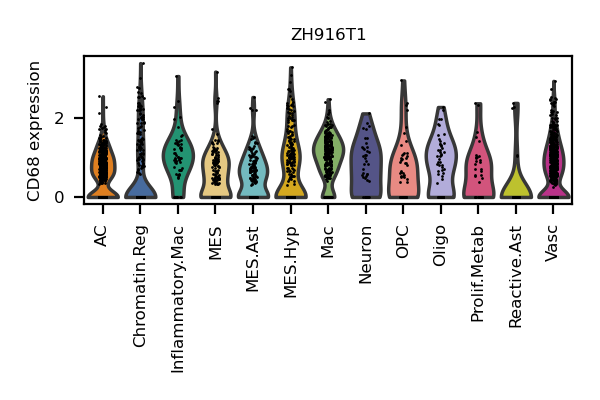 ZH916T1
CD68 expression
2
0
AC
Chromatin.Reg
Inflammatory.Mac
MES
MES.Ast
MES.Hyp
Mac
Neuron
OPC
Oligo
Prolif.Metab
Reactive.Ast
Vasc